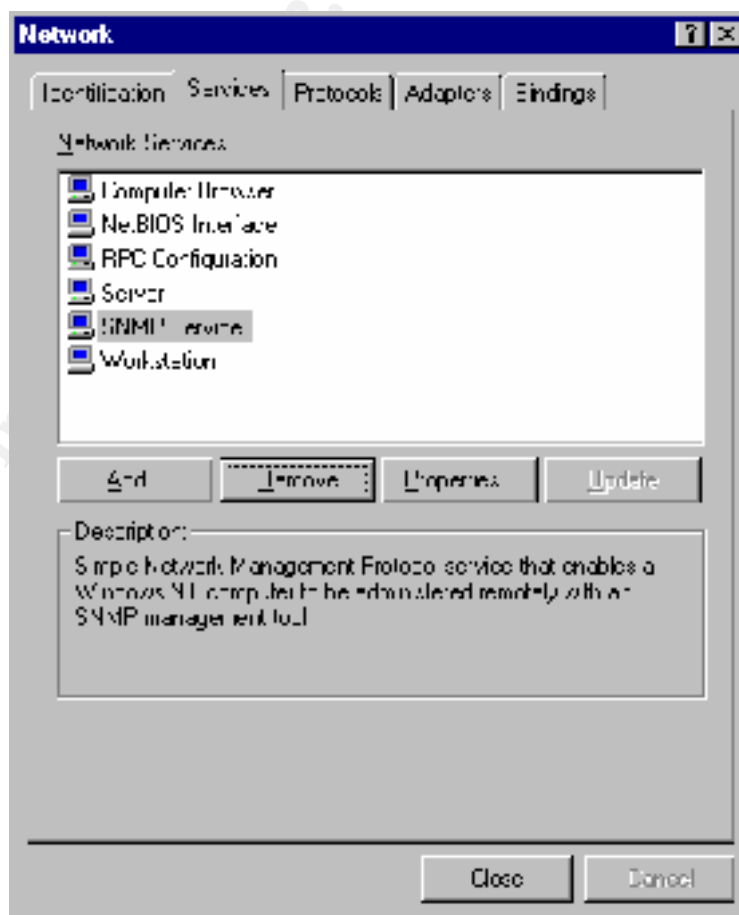 Network
Identification Services Protocols Adapters Bindings
Network Services
Computer Browser
NetBIOS Interface
RPC Configuration
Server
SNMP Service
Workstation
Add Remove Properties Update
Description:
Simple Network Management Protocol service that enables a
Windows NT computer to be administered remotely with an
SNMP management tool
Close Cancel